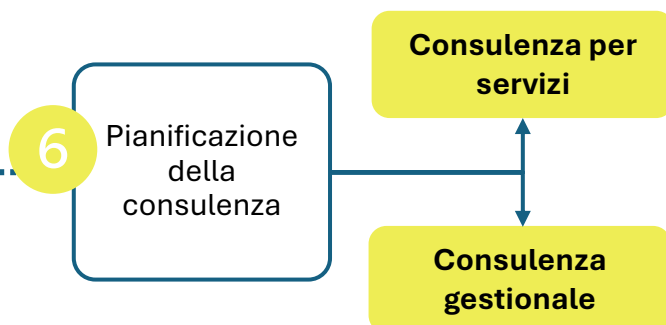 Consulenza per
servizi
6
Pianificazione
della
consulenza
Consulenza
gestionale